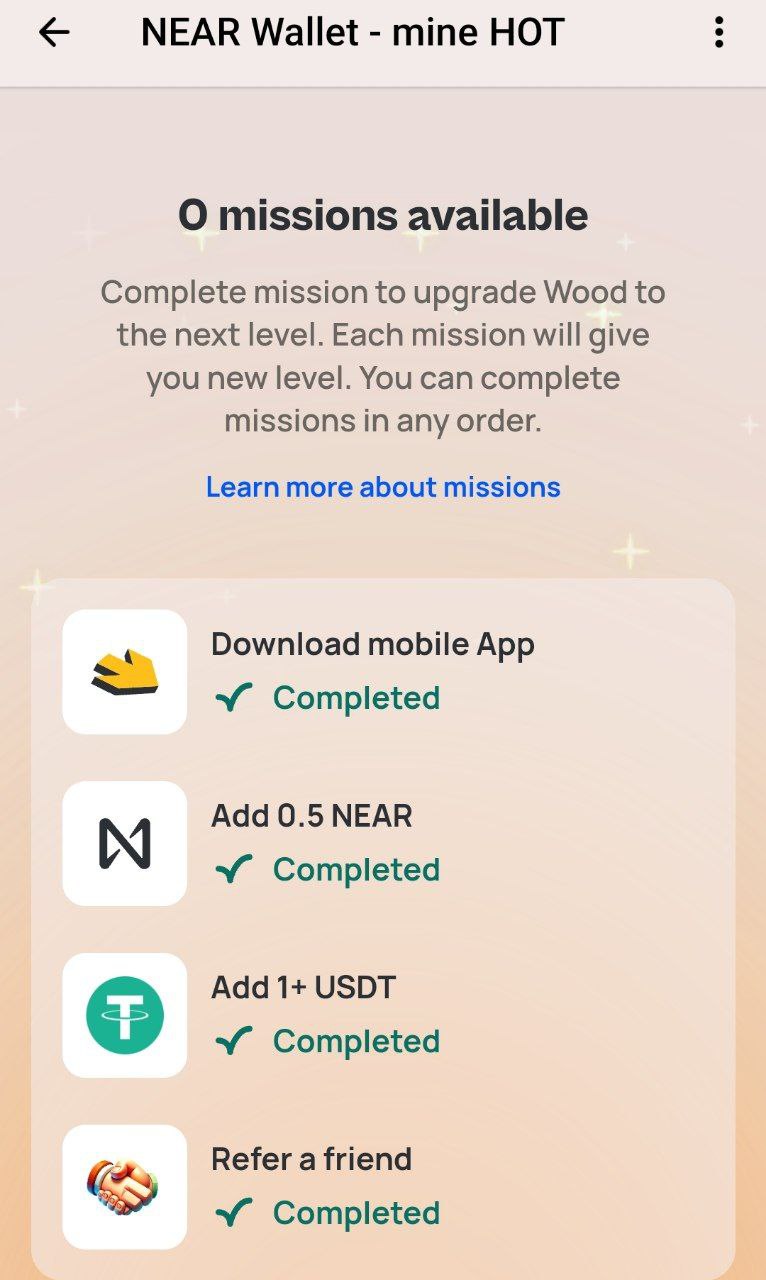 NEAR Wallet - mine HOT
0 missions available
Complete mission to upgrade Wood to
the next level. Each mission will give
you new level. You can complete
missions in any order.
Learn more about missions
Download mobile App
Completed
Add 0.5 NEAR
Completed
Add 1+ USDT
Completed
Refer a friend
Completed